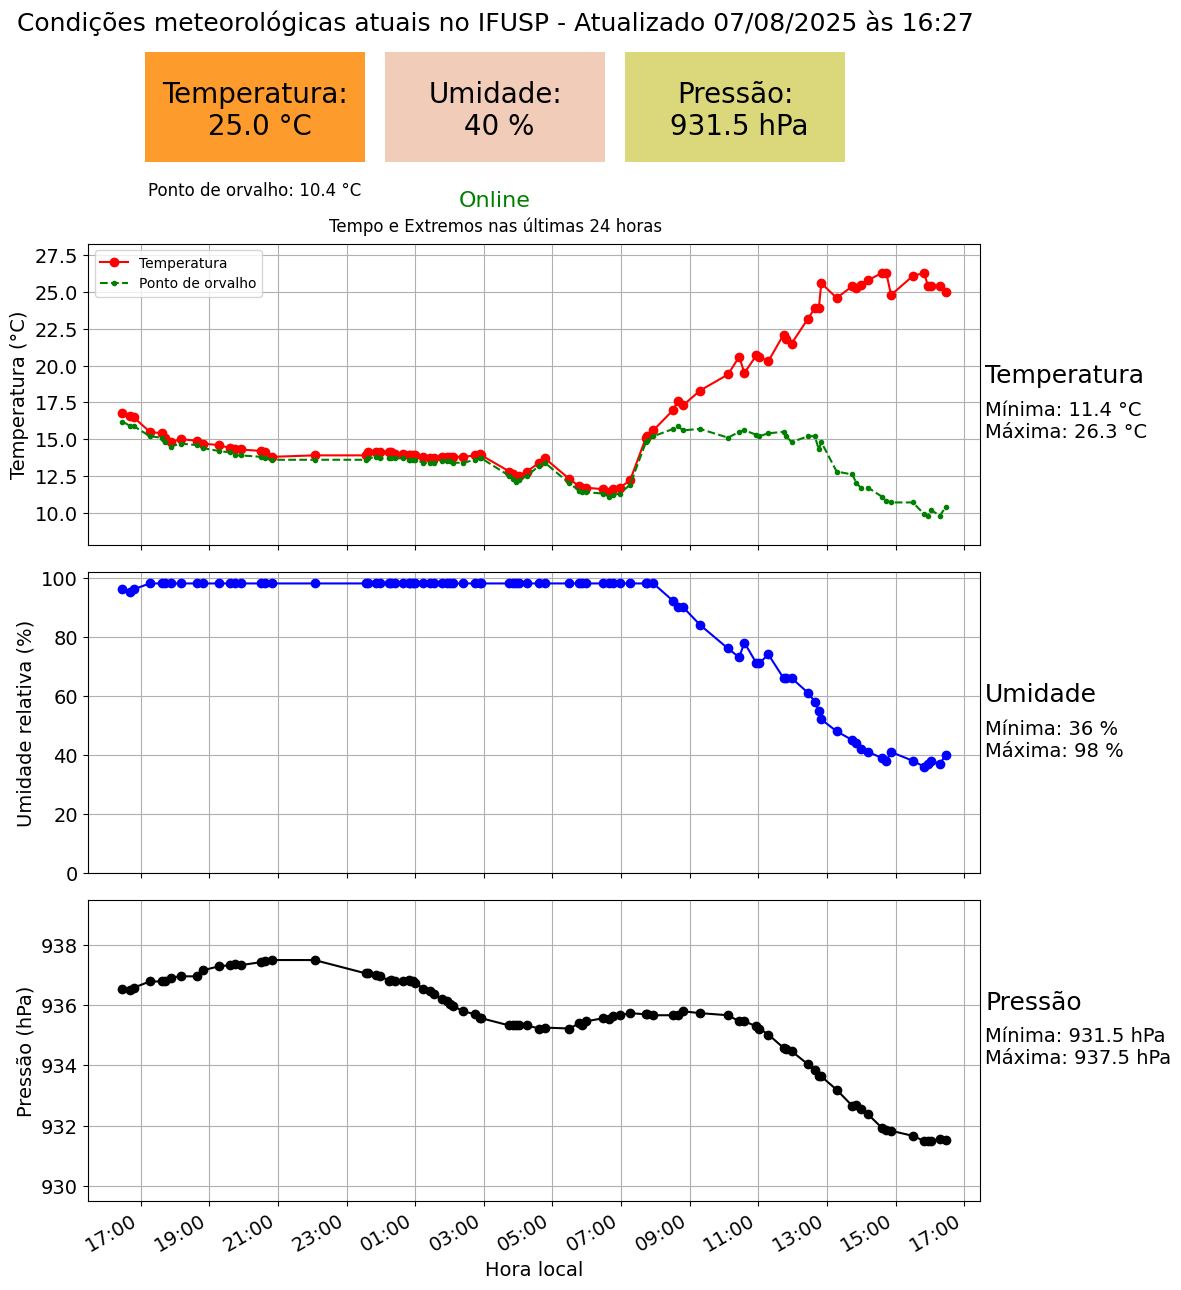 Condições meteorológicas atuais no IFUSP - Atualizado 07/08/2025 às 16:27
Temperatura:
25.0 °C
Umidade:
40 %
Pressão:
931.5 hPa
Ponto de orvalho: 10.4 °C
Online
Tempo e Extremos nas últimas 24 horas
Temperatura (°C)
27.5
25.0
22.5
20.0
17.5
15.0
12.5
10.0
Temperatura
Ponto de orvalho
Temperatura
Mínima: 11.4 °C
Máxima: 26.3 °C
Umidade relativa (%)
100
80
60
40
20
0
Umidade
Mínima: 36 %
Máxima: 98 %
Pressão (hPa)
938
936
934
932
930
Pressão
Mínima: 931.5 hPa
Máxima: 937.5 hPa
17:00 19:00 21:00 23:00 01:00 03:00 05:00 07:00 09:00 11:00 13:00 15:00 17:00
Hora local